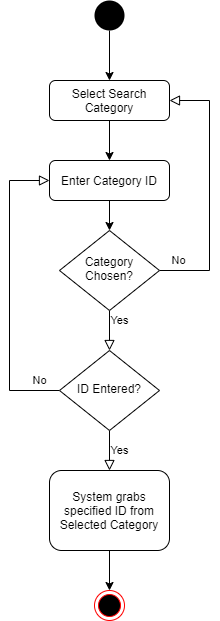 Select Search
Category
Enter Category ID
Category
Chosen?
No
Yes
ID Entered?
No
Yes
System grabs
specified ID from
Selected Category